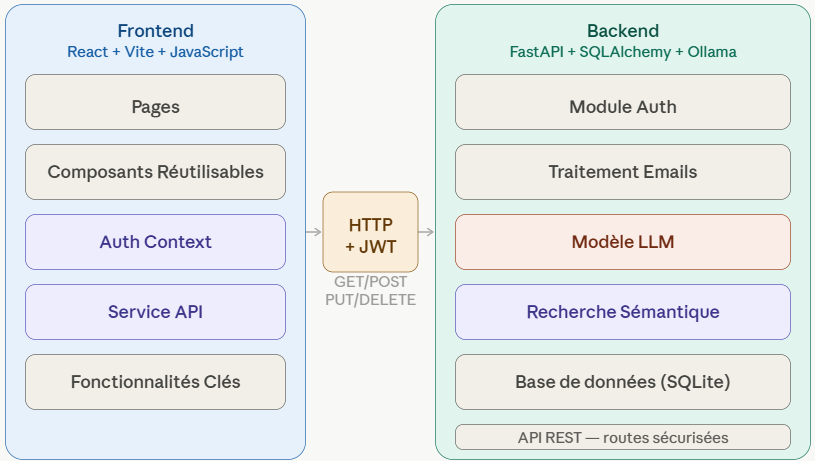 Frontend
React + Vite + JavaScript
Pages
Composants Réutilisables
Auth Context
Service API
Fonctionnalités Clés
HTTP
+ JWT
GET/POST
PUT/DELETE
Backend
FastAPI + SQLAlchemy + Ollama
Module Auth
Traitement Emails
Modèle LLM
Recherche Sémantique
Base de données (SQLite)
API REST — routes sécurisées